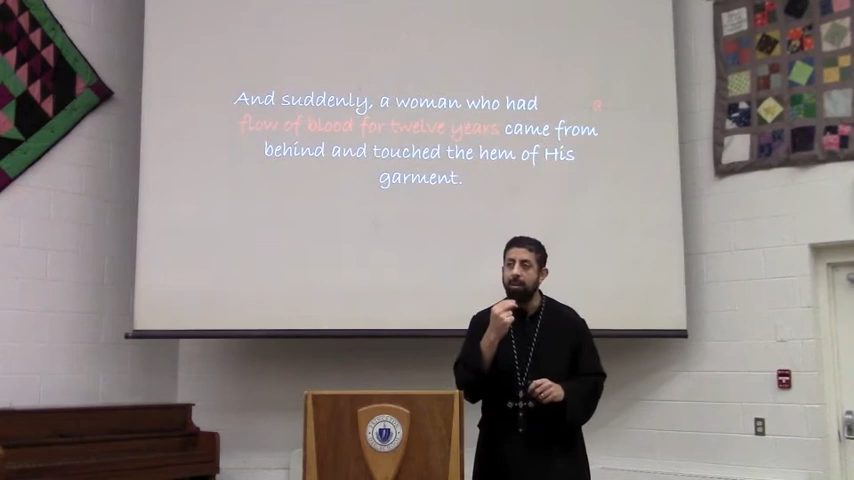 And suddenly, a woman who had a
flow of blood for twelve years came from
behind and touched the hem of His
garment.